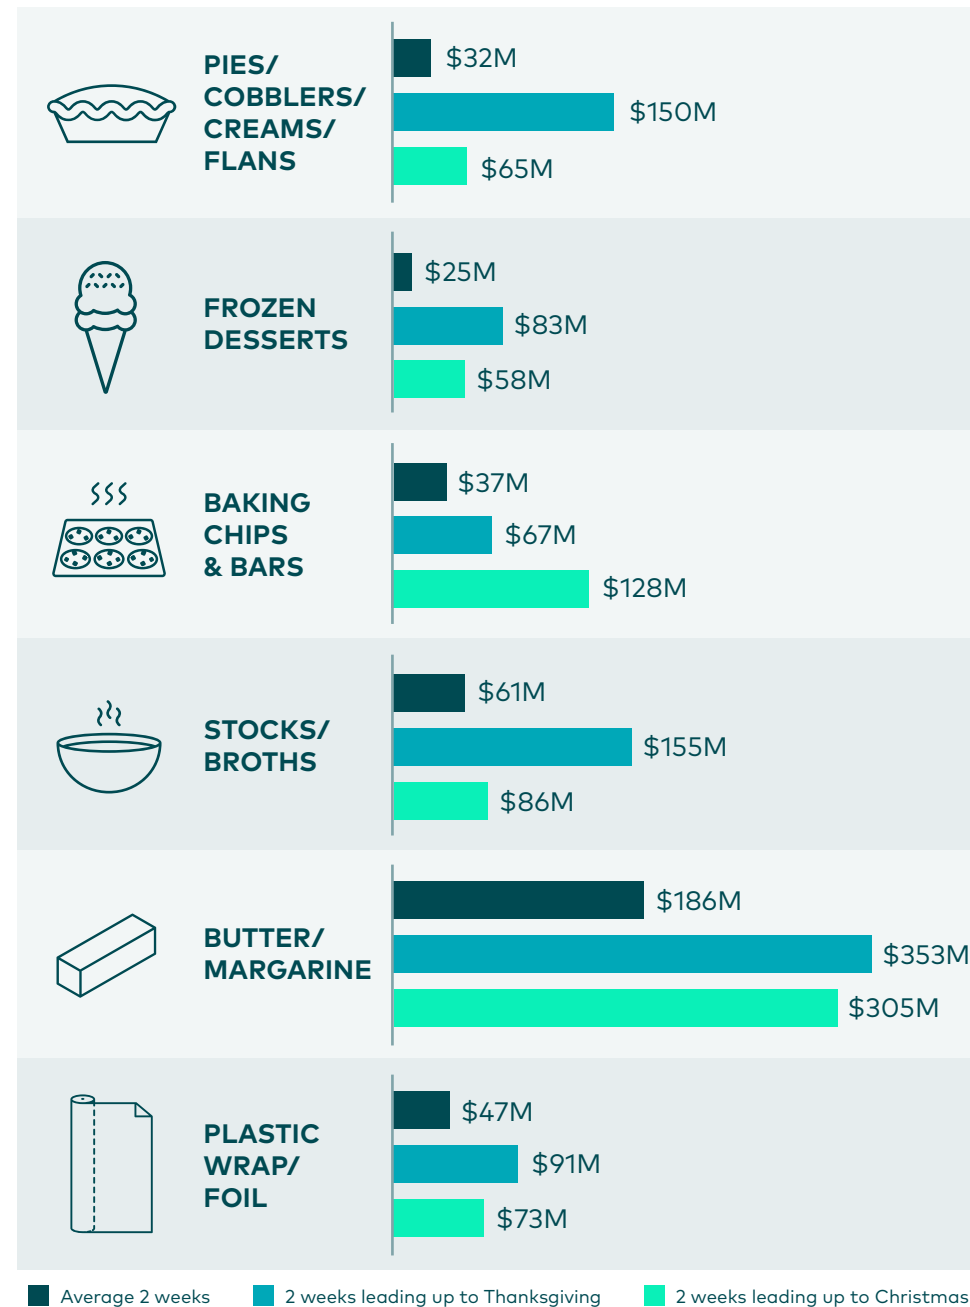 PIES/
COBBLERS/
CREAMS/
FLANS
$32M
$150M
$65M
FROZEN
DESSERTS
$25M
$83M
$58M
BAKING
CHIPS
& BARS
$37M
$67M
$128M
STOCKS/
BROTHS
$61M
$155M
$86M
BUTTER/
MARGARINE
$186M
$353M
$305M
PLASTIC
WRAP/
FOIL
$47M
$91M
$73M
Average 2 weeks
2 weeks leading up to Thanksgiving
2 weeks leading up to Christmas